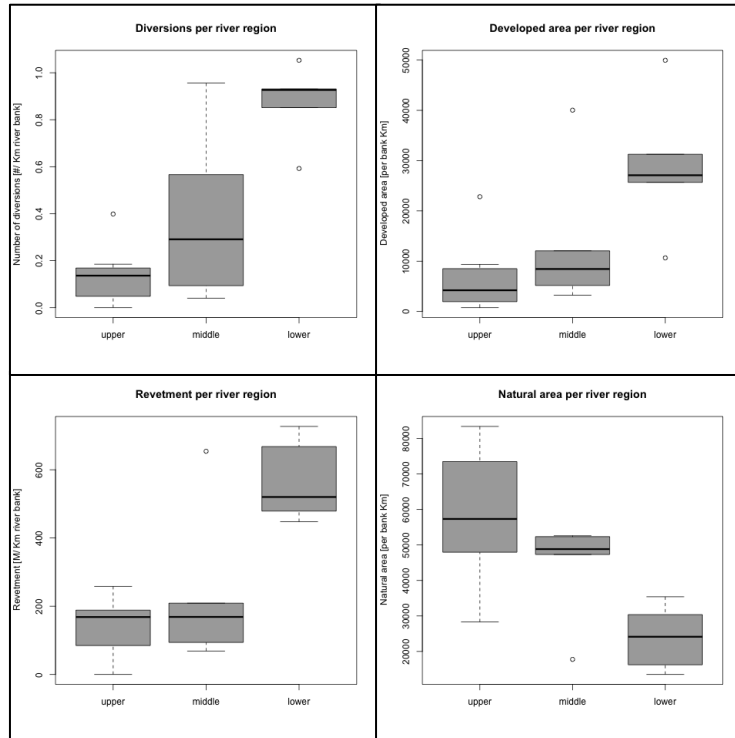 Diversions per river region
Number of diversions [#/ Km river bank]
1.0
0.8
0.6
0.4
0.2
0.0
upper middle lower
Developed area per river region
Developed area [per bank Km]
50000
40000
30000
20000
10000
0
upper middle lower
Revetment per river region
Revetment [M/ Km river bank]
600
400
200
0
upper middle lower
Natural area per river region
Natural area [per bank Km]
80000
70000
60000
50000
40000
30000
20000
upper middle lower